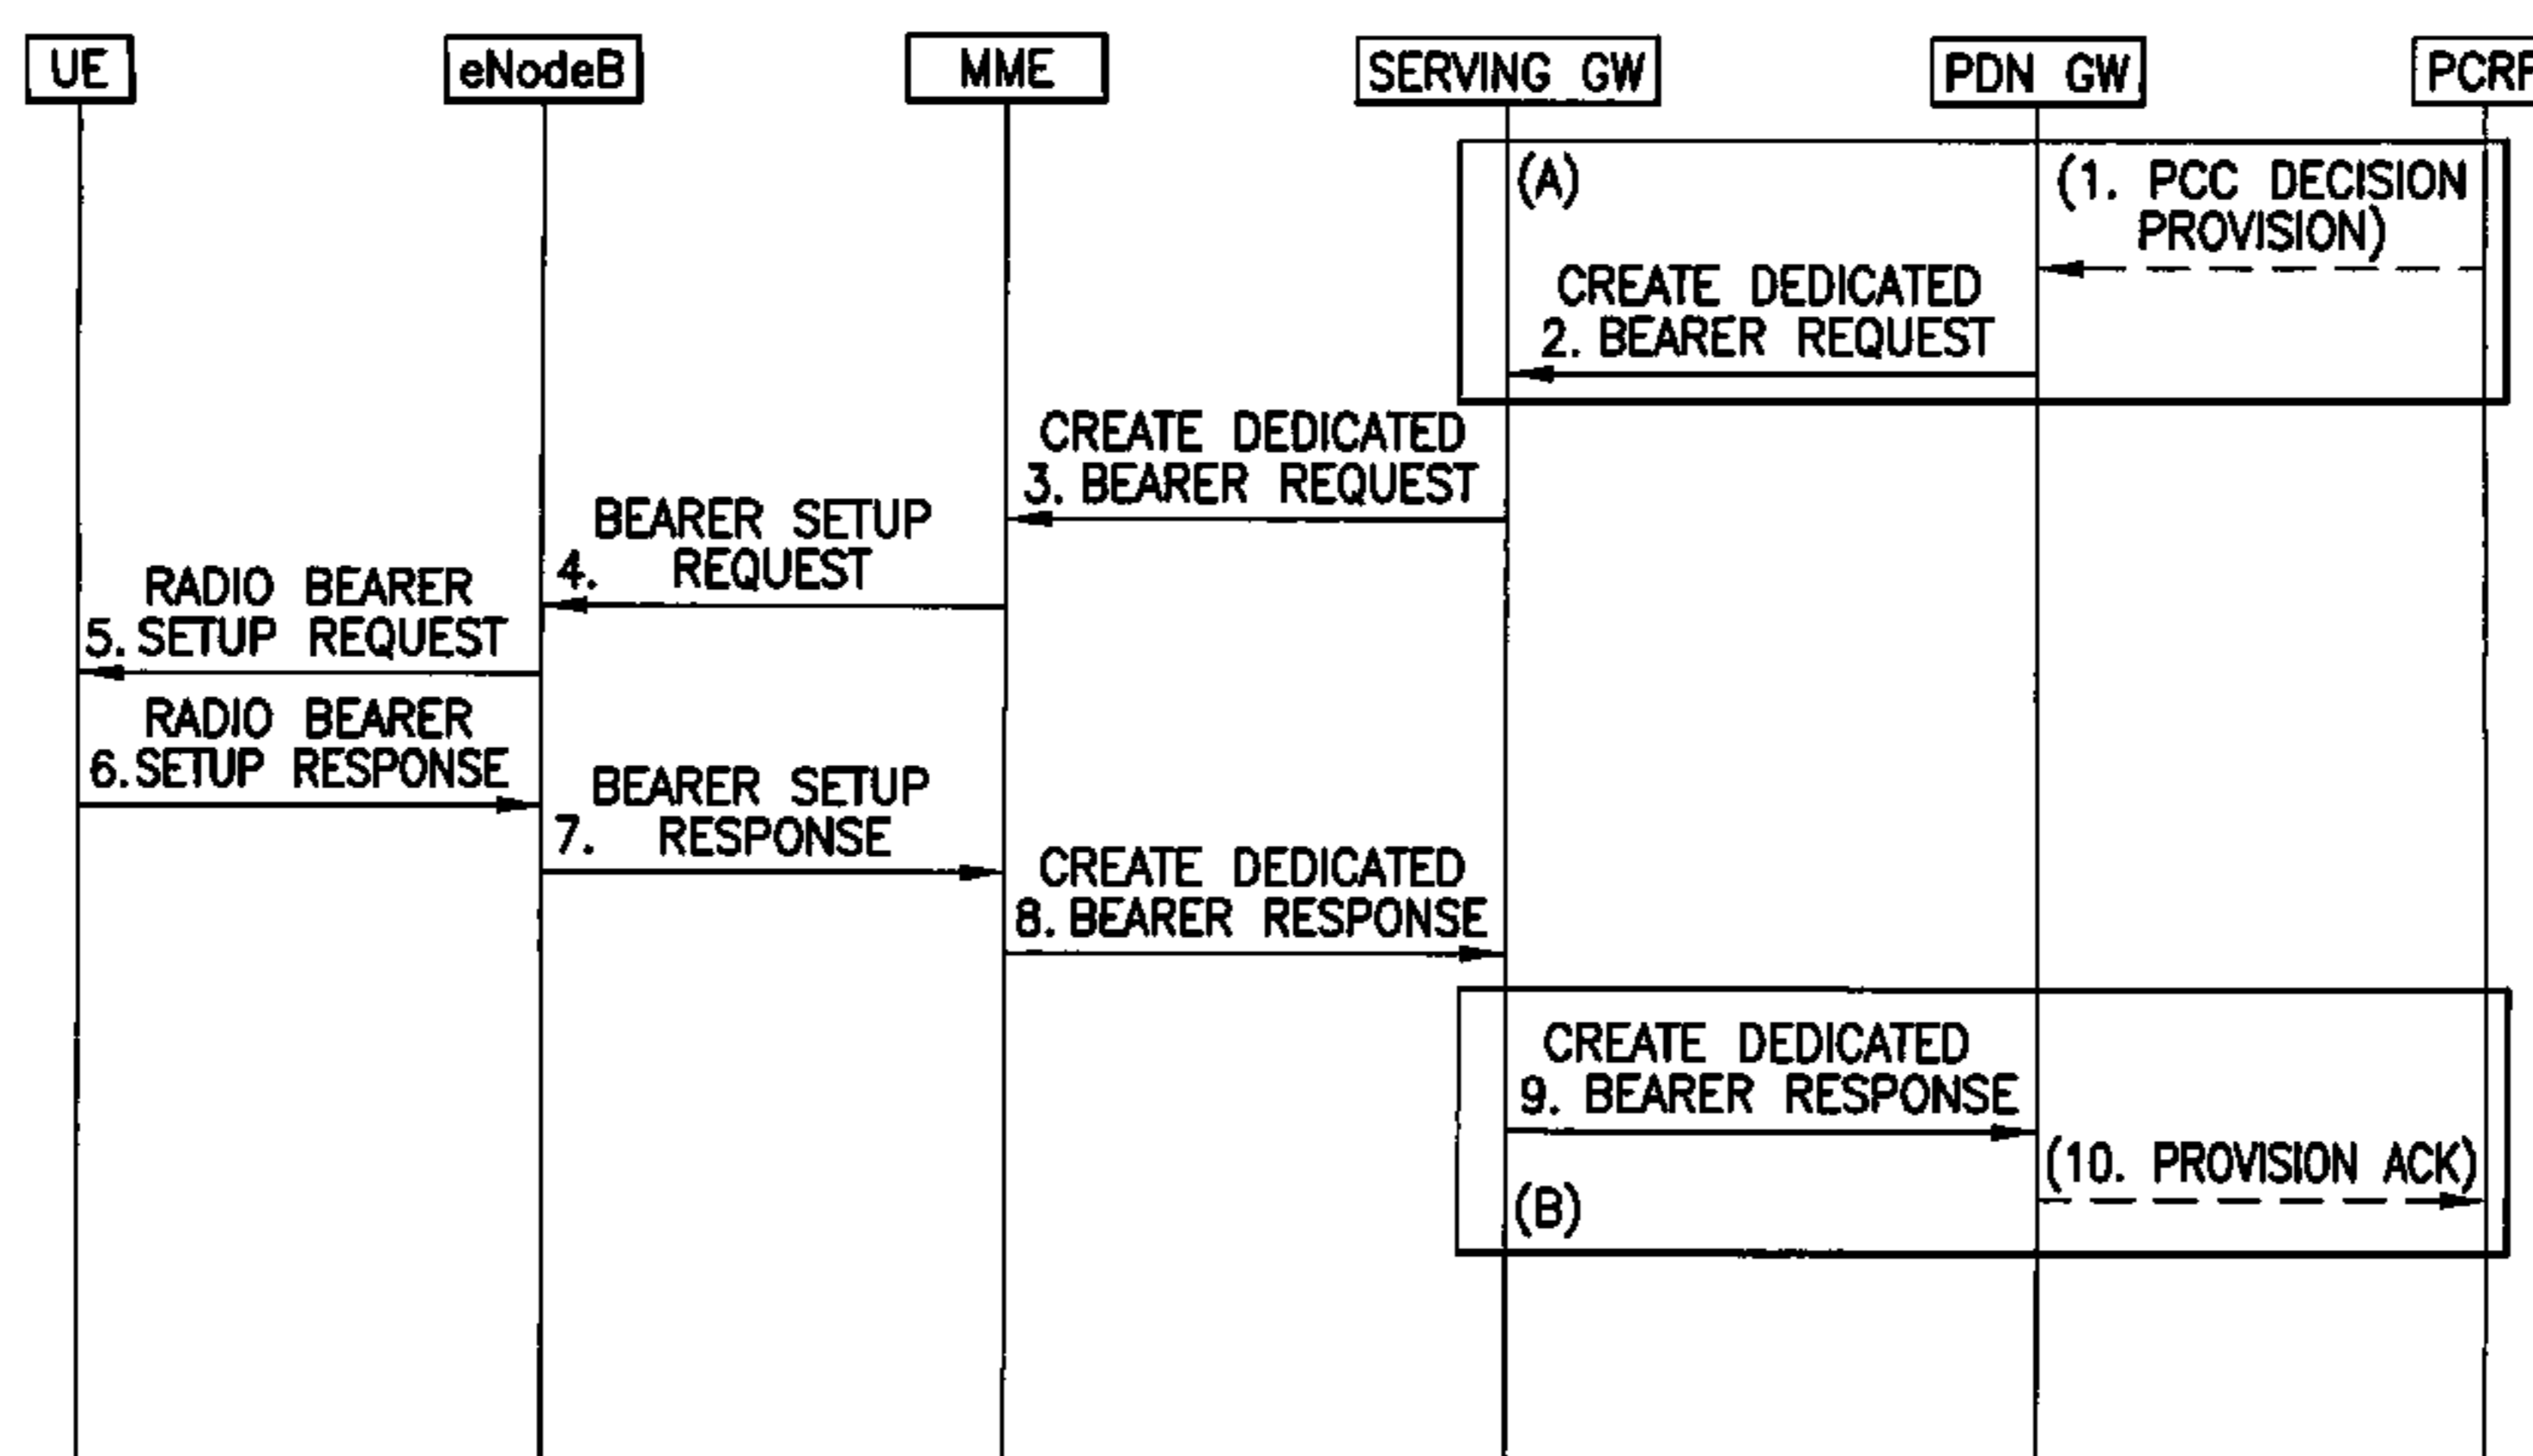 UE
eNodeB
MME
SERVING GW
PDN GW
PCRF
(A)
(1. PCC DECISION
PROVISION)
CREATE DEDICATED
2. BEARER REQUEST
CREATE DEDICATED
3. BEARER REQUEST
BEARER SETUP
4. REQUEST
RADIO BEARER
5. SETUP REQUEST
RADIO BEARER
6. SETUP RESPONSE
BEARER SETUP
7. RESPONSE
CREATE DEDICATED
8. BEARER RESPONSE
CREATE DEDICATED
9. BEARER RESPONSE
(10. PROVISION ACK)
(B)